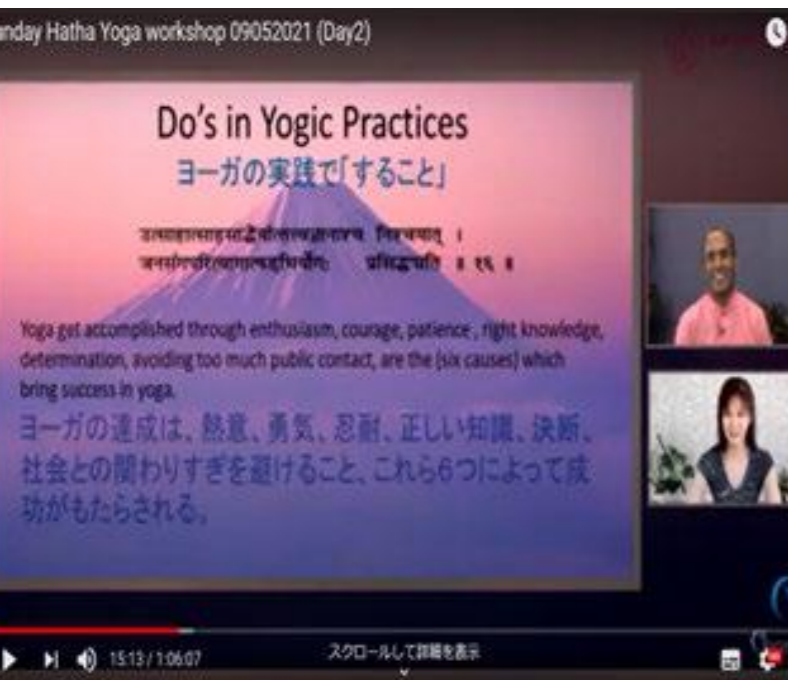 unday Hatha Yoga workshop 09052021 (Day2)
Do's in Yogic Practices
ヨーガの実践で「すること」
निश्चयात् ।
॥ १६ ॥
Yoga get accomplished through enthusiasm, courage, patience , right knowledge,
determination, avoiding too much public contact, are the (six causes) which
bring success in yoga.
ヨーガの達成は、熱意、勇気、忍耐、正しい知識、決断、
社会との関わりすぎを避けること、これら6つによって成
功がもたらされる。
15:13 / 1:06:07
スクロールして詳細を表示